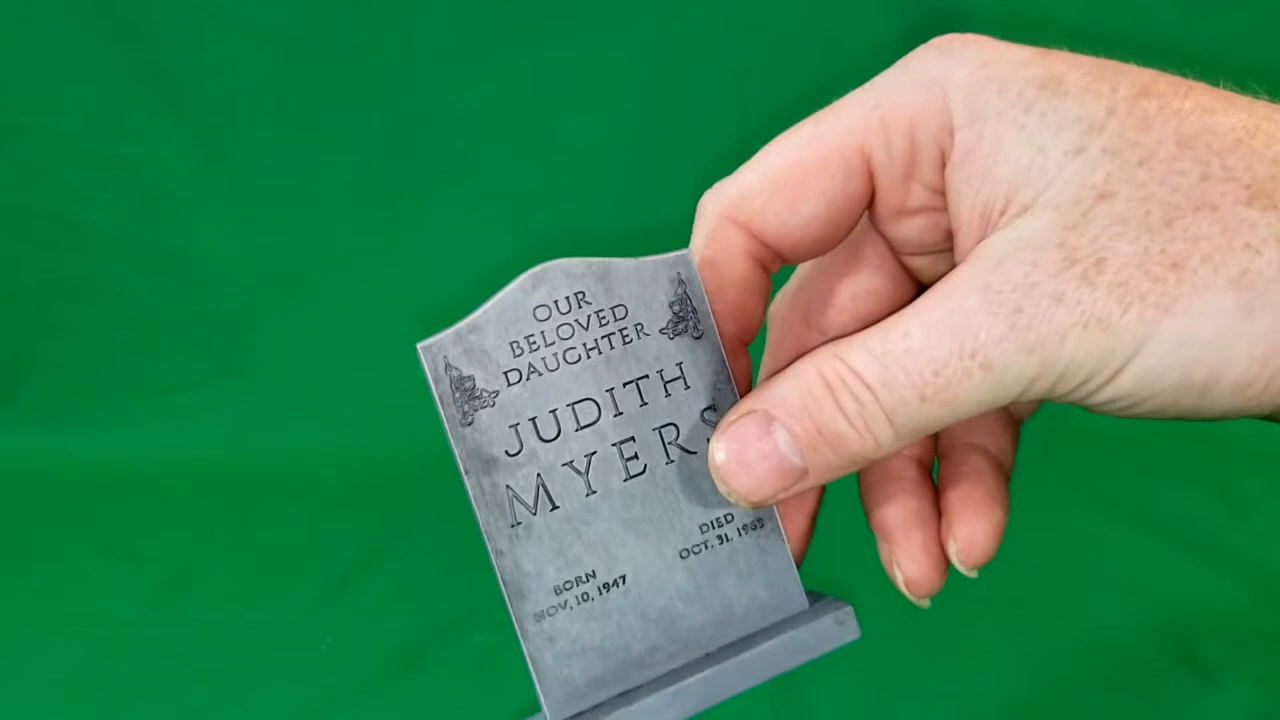 OUR
BELOVED
DAUGHTER
JUDITH
MYERS
BORN
NOV. 10, 1947
DIED
OCT. 31, 1963